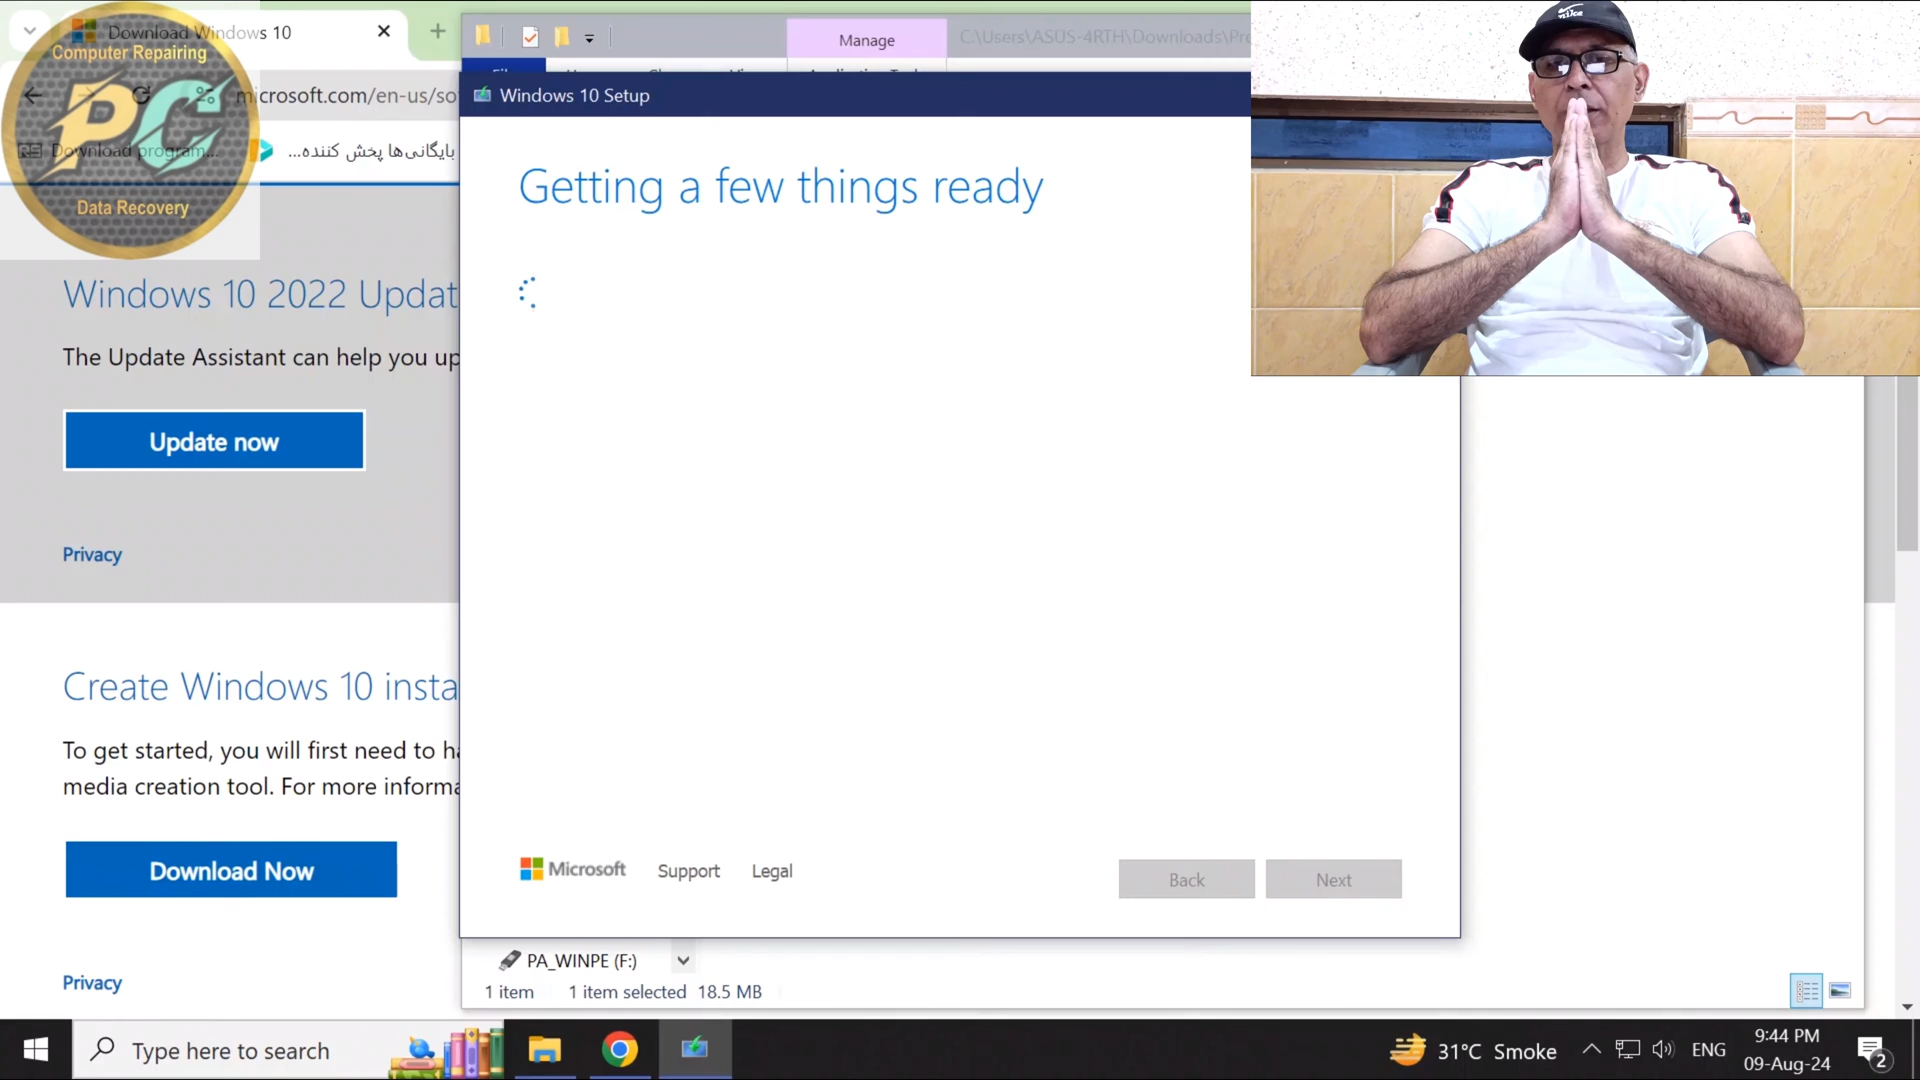 Download Windows 10
Computer Repairing
PC
Data Recovery
microsoft.com/en-us/so
Download program...
بایگانی‌ها پخش کننده...
Manage
C:\Users\ASUS-4RTH\Downloads\Pro
Windows 10 Setup
Getting a few things ready
nike
Windows 10 2022 Updat
The Update Assistant can help you up
Update now
Privacy
Create Windows 10 insta
To get started, you will first need to ha
media creation tool. For more informa
Download Now
Privacy
Microsoft
Support
Legal
Back
Next
PA_WINPE (F:)
1 item
1 item selected 18.5 MB
Type here to search
31°C Smoke
ENG
9:44 PM
09-Aug-24
2